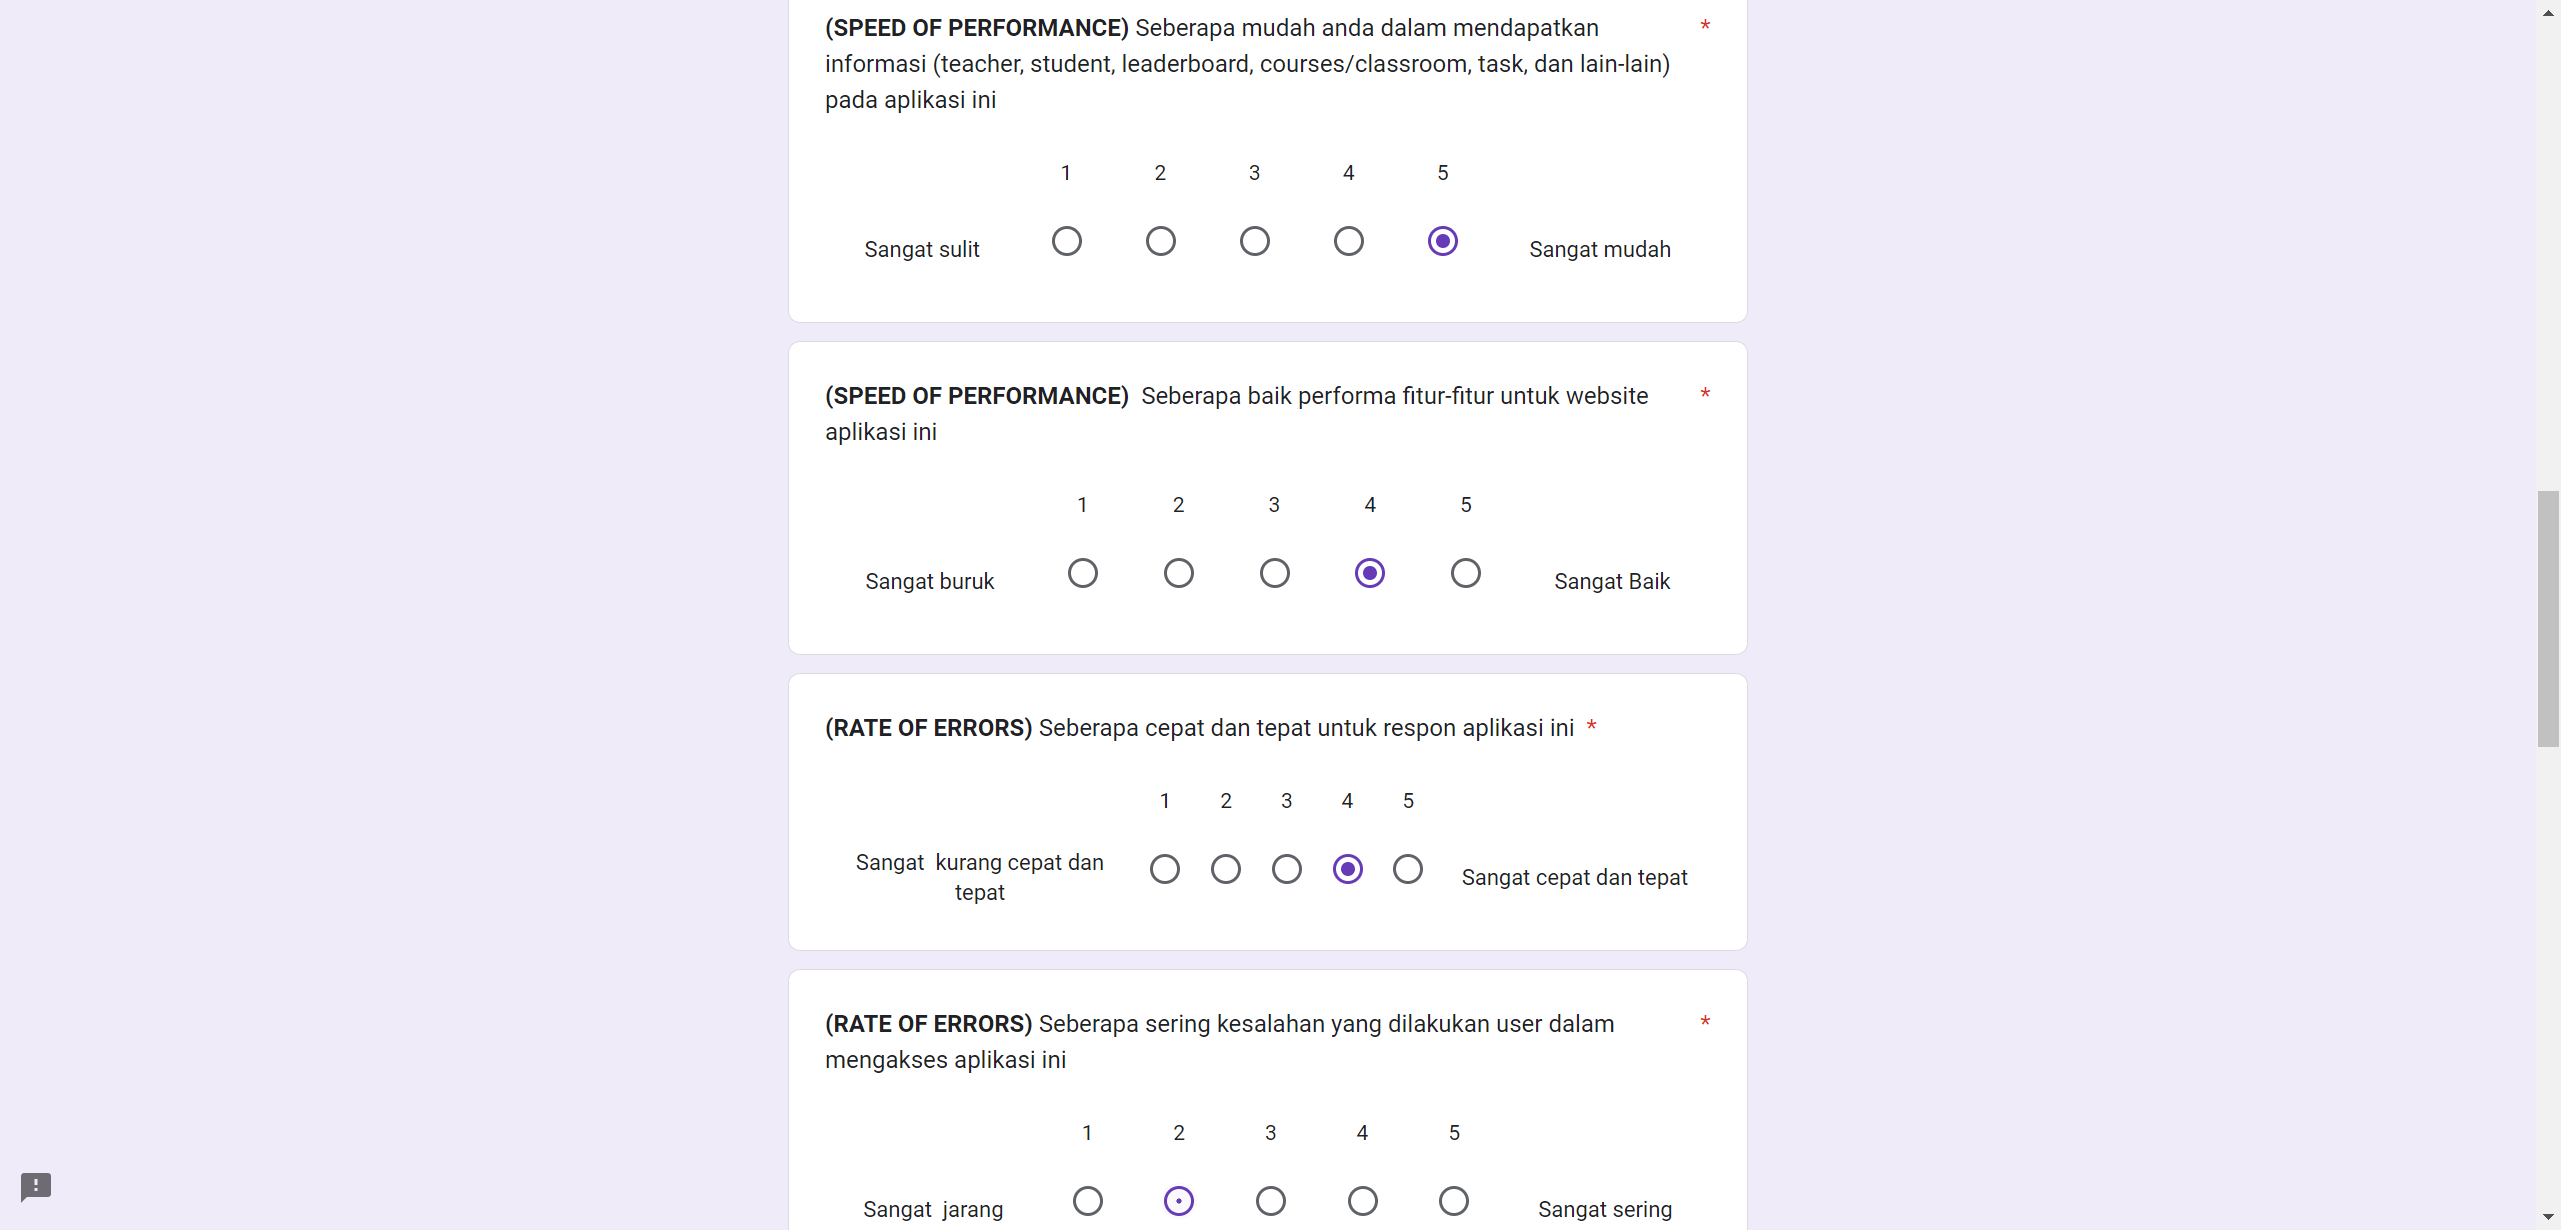 (SPEED OF PERFORMANCE) Seberapa mudah anda dalam mendapatkan *
informasi (teacher, student, leaderboard, courses/classroom, task, dan lain-lain)
pada aplikasi ini
1 2 3 4 5
Sangat sulit Sangat mudah
(SPEED OF PERFORMANCE)  Seberapa baik performa fitur-fitur untuk website *
aplikasi ini
1 2 3 4 5
Sangat buruk Sangat Baik
(RATE OF ERRORS) Seberapa cepat dan tepat untuk respon aplikasi ini *
1 2 3 4 5
Sangat  kurang cepat dan
tepat
Sangat cepat dan tepat
(RATE OF ERRORS) Seberapa sering kesalahan yang dilakukan user dalam *
mengakses aplikasi ini
1 2 3 4 5
Sangat  jarang Sangat sering